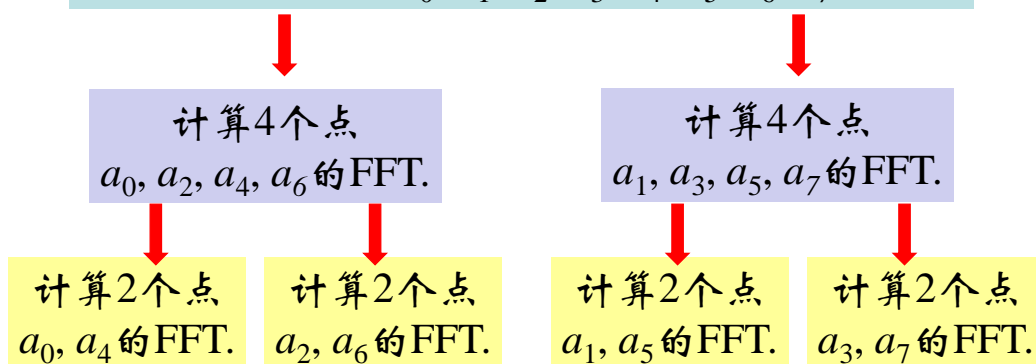 计算4个点
a₀, a₂, a₄, a₆的FFT.
计算4个点
a₁, a₃, a₅, a₇的FFT.
计算2个点
a₀, a₄的FFT.
计算2个点
a₂, a₆的FFT.
计算2个点
a₁, a₅的FFT.
计算2个点
a₃, a₇的FFT.